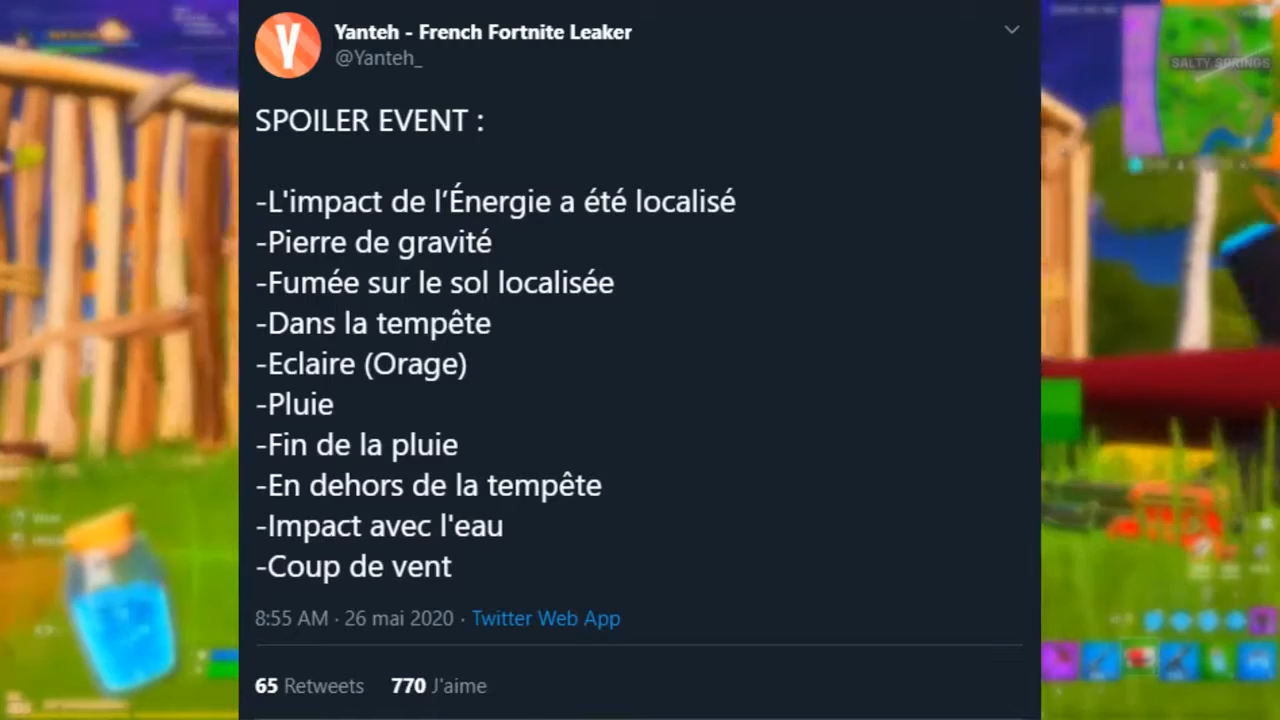 Yanteh - French Fortnite Leaker
@Yanteh_
SPOILER EVENT :
-L'impact de l’Énergie a été localisé
-Pierre de gravité
-Fumée sur le sol localisée
-Dans la tempête
-Eclaire (Orage)
-Pluie
-Fin de la pluie
-En dehors de la tempête
-Impact avec l'eau
-Coup de vent
8:55 AM · 26 mai 2020 · Twitter Web App
65 Retweets 770 J'aime
SALTY SPRINGS